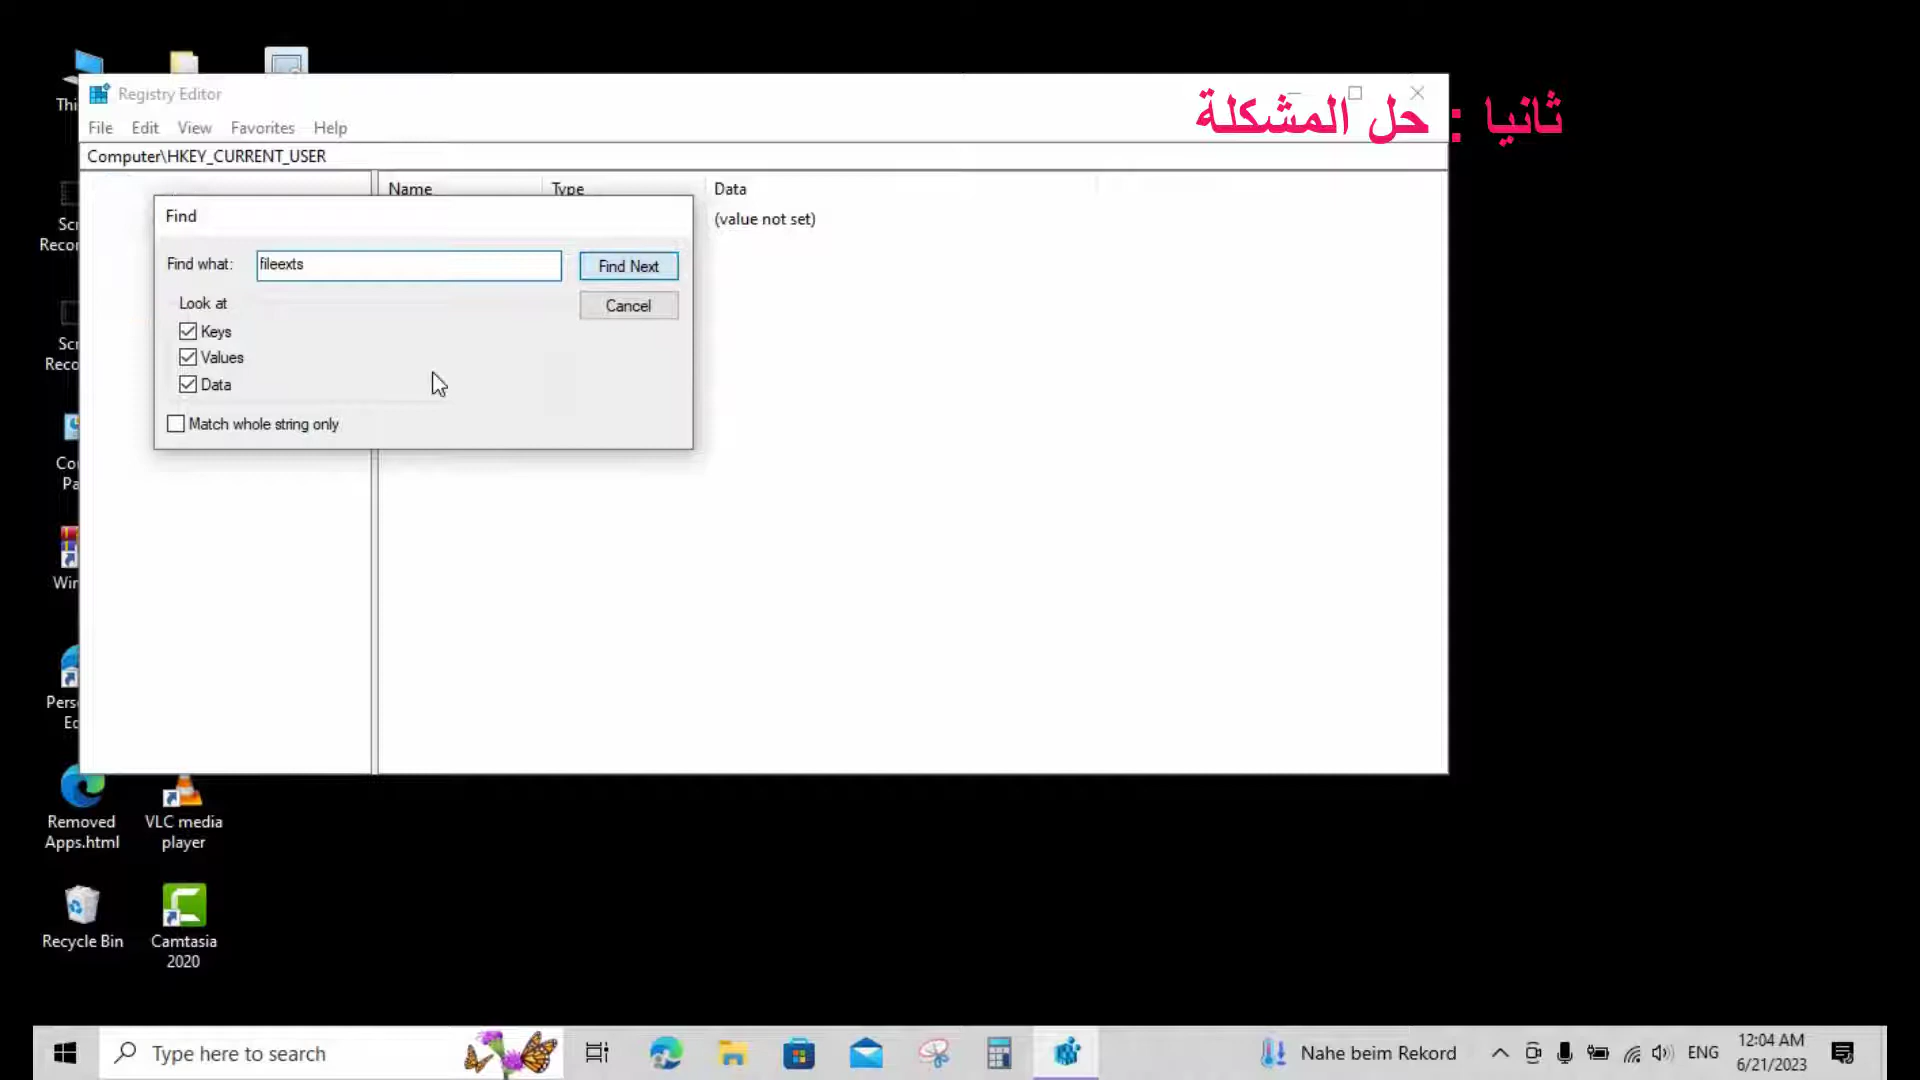 Registry Editor
ثانيا : حل المشكلة
File Edit View Favorites Help
Computer\HKEY_CURRENT_USER
Name Type Data
(value not set)
Find
Find what: fileexts Find Next
Look at Cancel
Keys
Values
Data
Match whole string only
Removed Apps.html
VLC media player
Recycle Bin
Camtasia 2020
Type here to search
Nahe beim Rekord
ENG
12:04 AM
6/21/2023